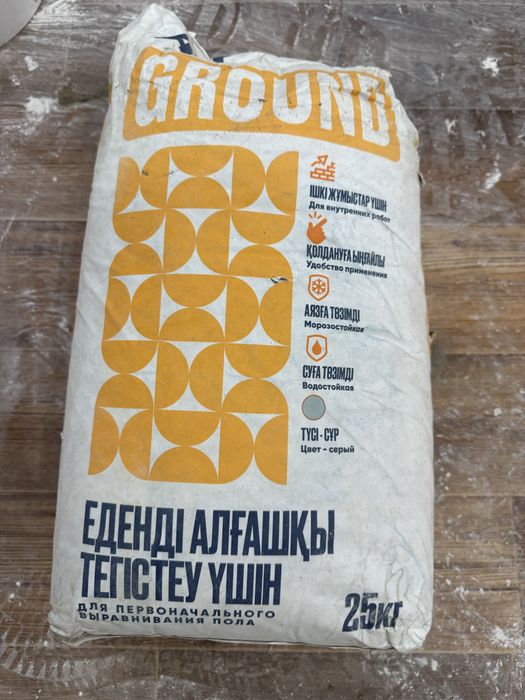 GROUND
ІШКІ ЖҰМЫСТАР ҮШІН
Для внутренних работ
ҚОЛДАНУҒА ЫҢҒАЙЛЫ
Удобство применения
АЯЗҒА ТӨЗІМДІ
Морозостойкая
СУҒА ТӨЗІМДІ
Водостойкая
ТҮСІ - СҰР
Цвет - серый
ЕДЕНДІ АЛҒАШҚЫ
ТЕГІСТЕУ ҮШІН
ДЛЯ ПЕРВОНАЧАЛЬНОГО
ВЫРАВНИВАНИЯ ПОЛА
25кг